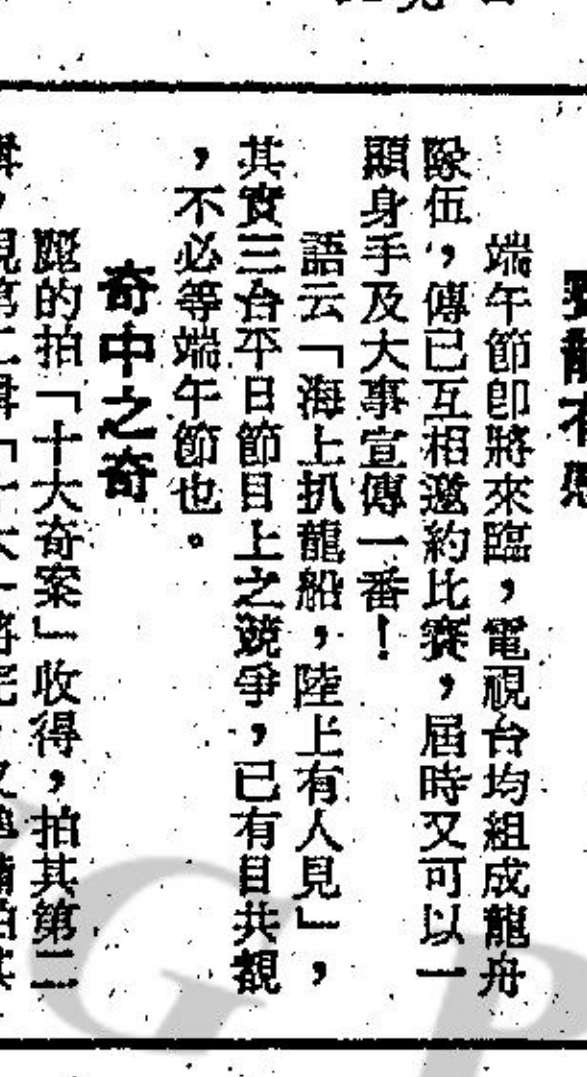 端午節即將來臨，電視台均組成龍舟
隊伍，傳已互相邀約比賽，屆時又可以一
顯身手及大事宣傳一番！
語云「海上扒龍船，陸上有人見」，
其實三台平日節目上之競爭，已有目共覩
，不必等端午節也。
奇中之奇
麗的拍「十大奇案」收得，拍其第二